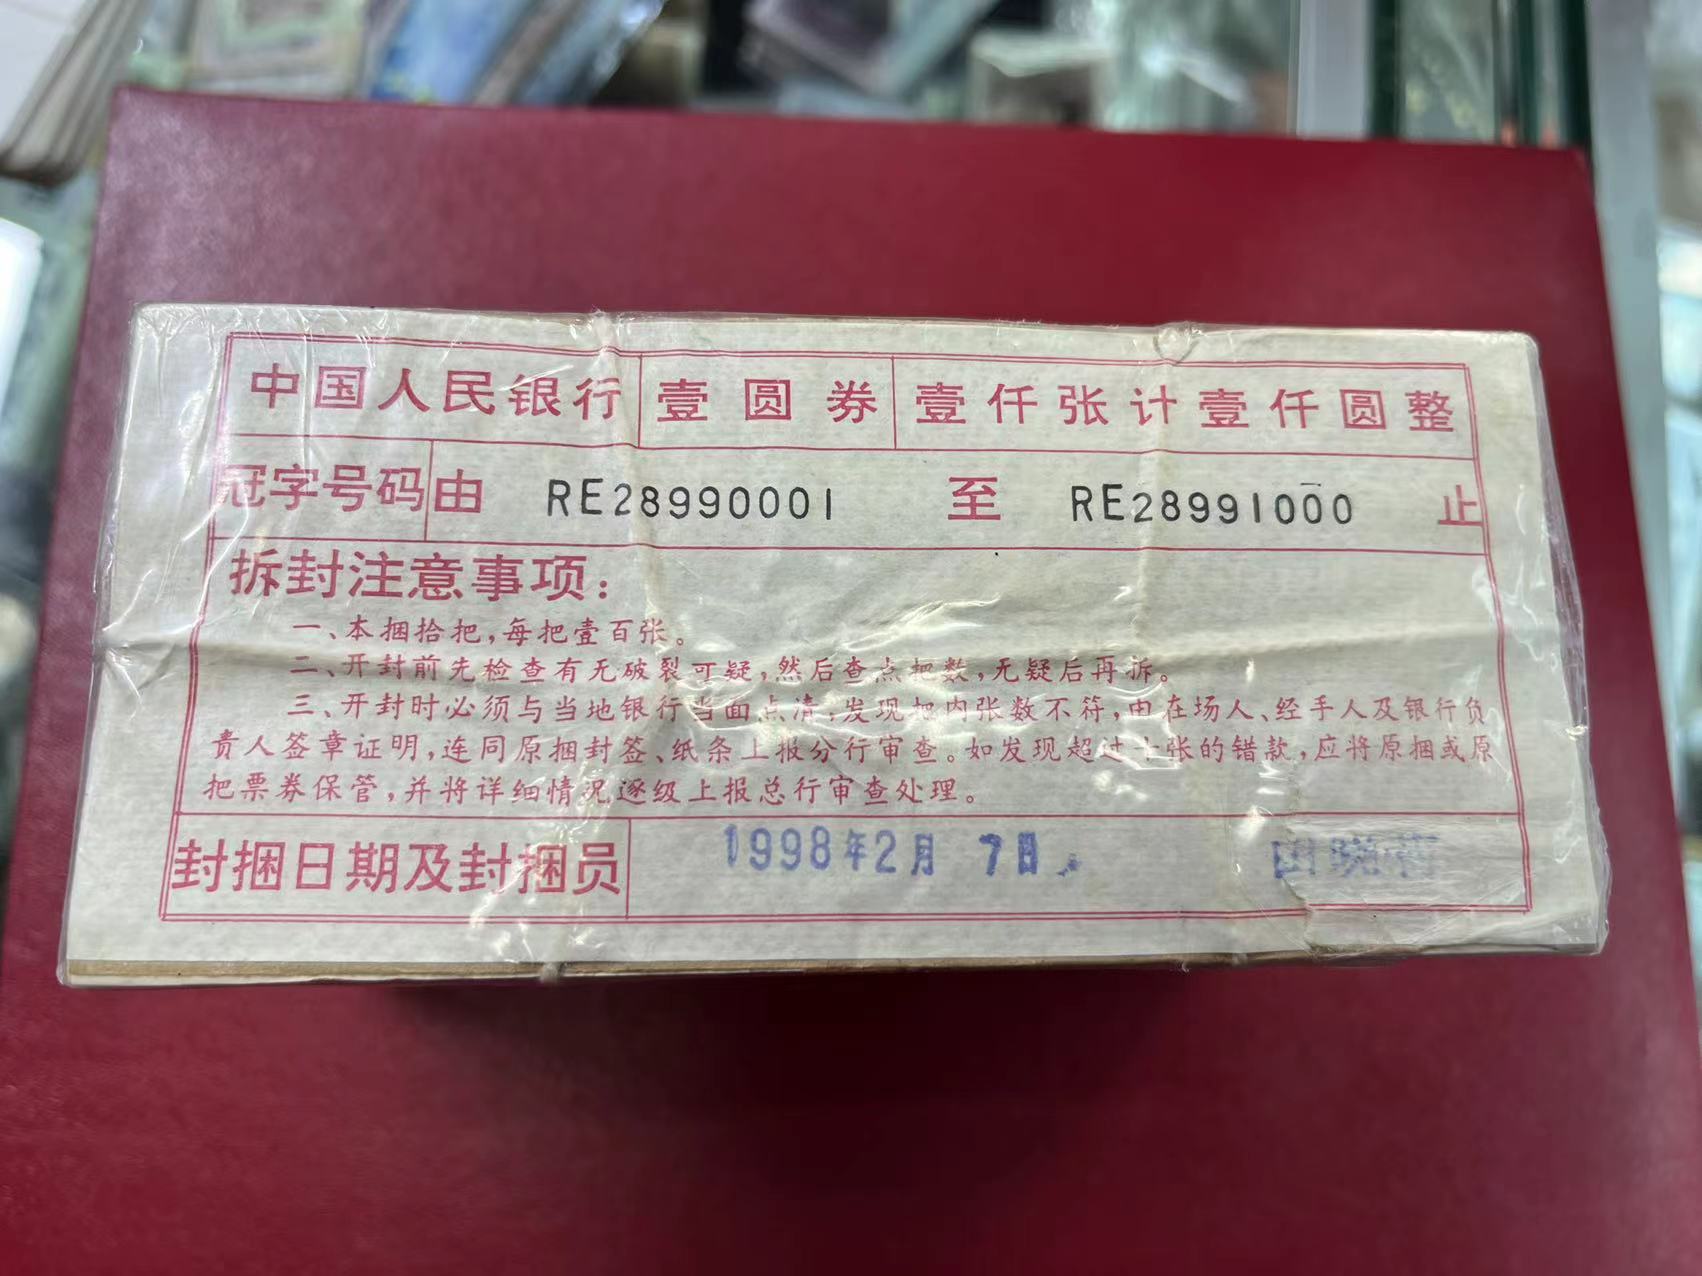 中国人民银行 壹圆券 壹仟张计壹仟圆整
冠字号码 由 RE28990001 至 RE28991000 止
拆封注意事项：
一、本捆拾把，每把壹百张。
二、开封前先检查有无破裂可疑，然后查点把数，无疑后再拆。
三、开封时必须与当地银行当面点清，发现把内张数不符，由在场人、经手人及银行负
责人签章证明，连同原捆封签、纸条上报分行审查。如发现超过十张的错款，应将原捆或原
把票券保管，并将详细情况逐级上报总行审查处理。
封捆日期及封捆员 1998年2月 7日